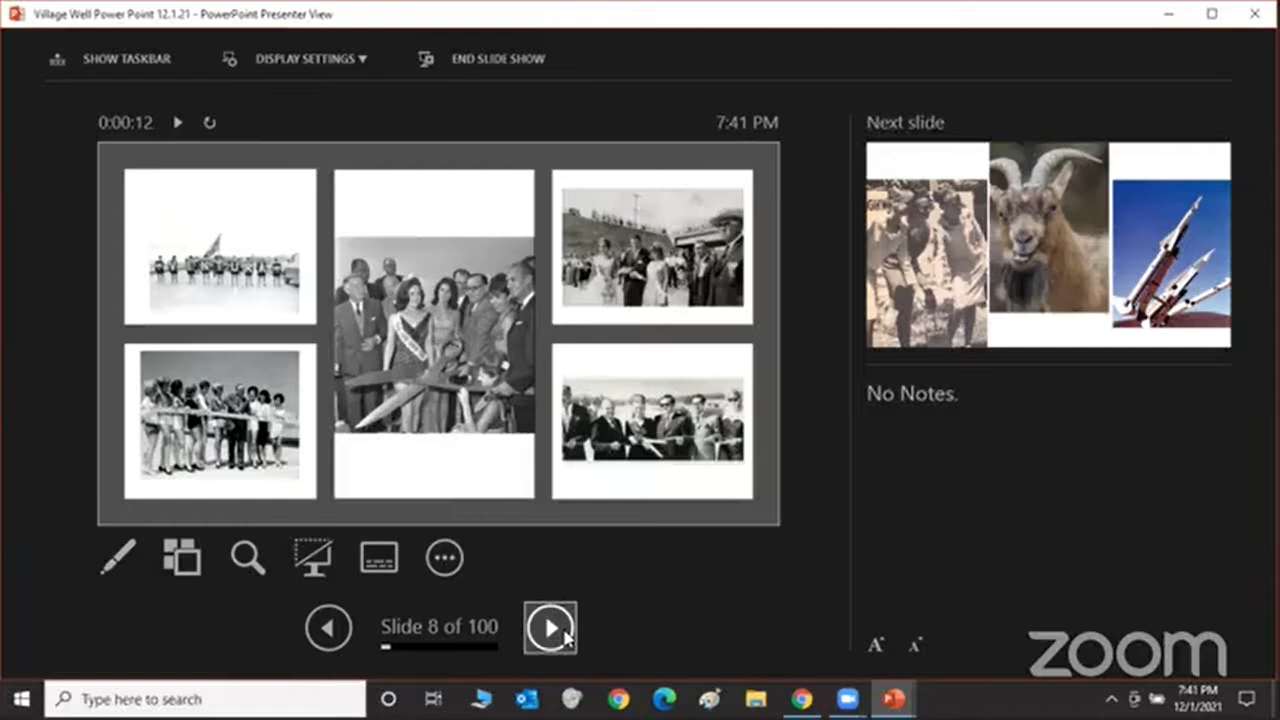 Village Well Power Point 12.1.21 - PowerPoint Presenter View
SHOW TASKBAR
DISPLAY SETTINGS ▼
END SLIDE SHOW
0:00:12
7:41 PM
Next slide
No Notes.
Slide 8 of 100
A A
zoom
Type here to search
7:41 PM
12/1/2021